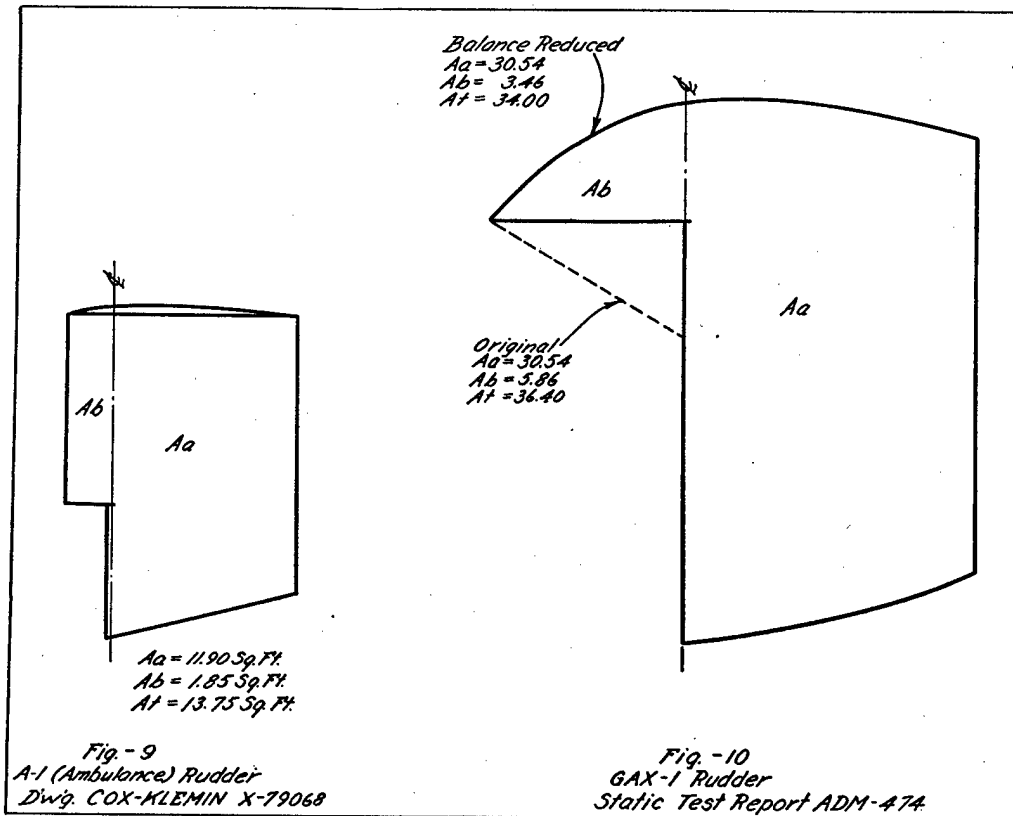 Balance Reduced
Aa = 30.54
Ab = 3.46
At = 34.00
Ab
Aa
Original
Aa = 30.54
Ab = 5.86
At = 36.40
Ab
Aa
Aa = 11.90 Sq. Ft.
Ab = 1.85 Sq. Ft.
At = 13.75 Sq. Ft.
Fig. - 9
A-1 (Ambulance) Rudder
Dwg. COX-KLEMIN X-79068
Fig. - 10
GAX-1 Rudder
Static Test Report ADM-474